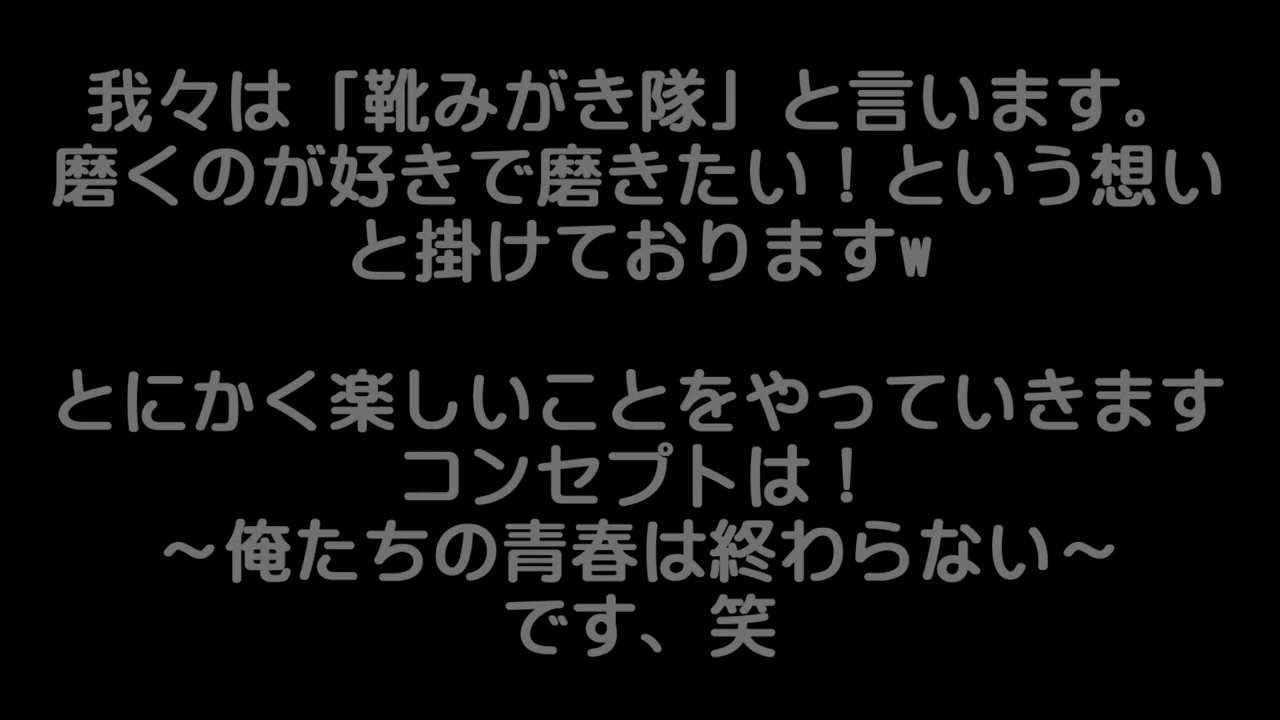 我々は「靴みがき隊」と言います。
磨くのが好きで磨きたい！という想い
と掛けておりますw
とにかく楽しいことをやっていきます
コンセプトは！
～俺たちの青春は終わらない～
です、笑